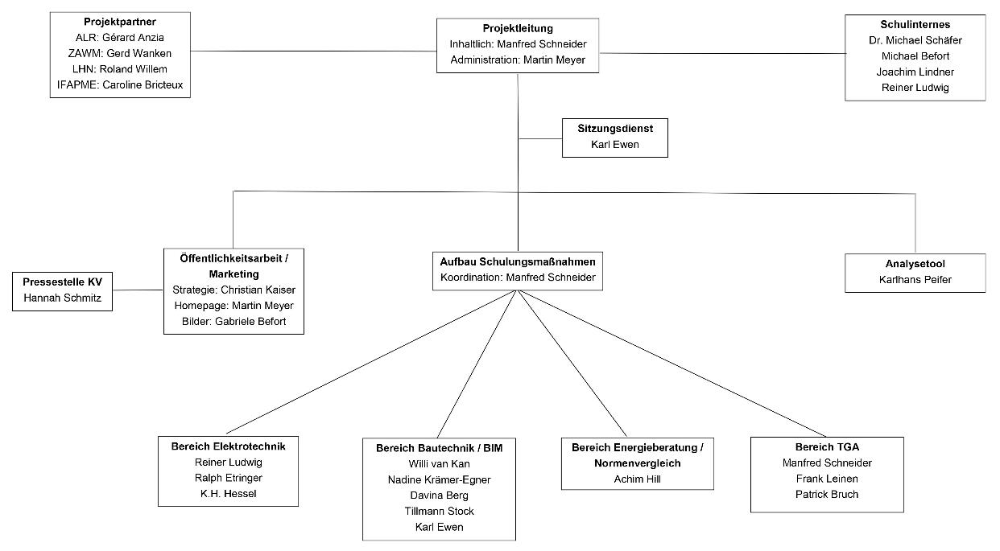 Projektpartner
ALR: Gérard Anzia
ZAWM: Gerd Wanken
LHN: Roland Willem
IFAPME: Caroline Bricteux
Projektleitung
Inhaltlich: Manfred Schneider
Administration: Martin Meyer
Schulinternes
Dr. Michael Schäfer
Michael Befort
Joachim Lindner
Reiner Ludwig
Sitzungsdienst
Karl Ewen
Pressestelle KV
Hannah Schmitz
Öffentlichkeitsarbeit /
Marketing
Strategie: Christian Kaiser
Homepage: Martin Meyer
Bilder: Gabriele Befort
Aufbau Schulungsmaßnahmen
Koordination: Manfred Schneider
Analysetool
Karlhans Peifer
Bereich Elektrotechnik
Reiner Ludwig
Ralph Etringer
K.H. Hessel
Bereich Bautechnik / BIM
Willi van Kan
Nadine Krämer-Egner
Davina Berg
Tillmann Stock
Karl Ewen
Bereich Energieberatung /
Normenvergleich
Achim Hill
Bereich TGA
Manfred Schneider
Frank Leinen
Patrick Bruch